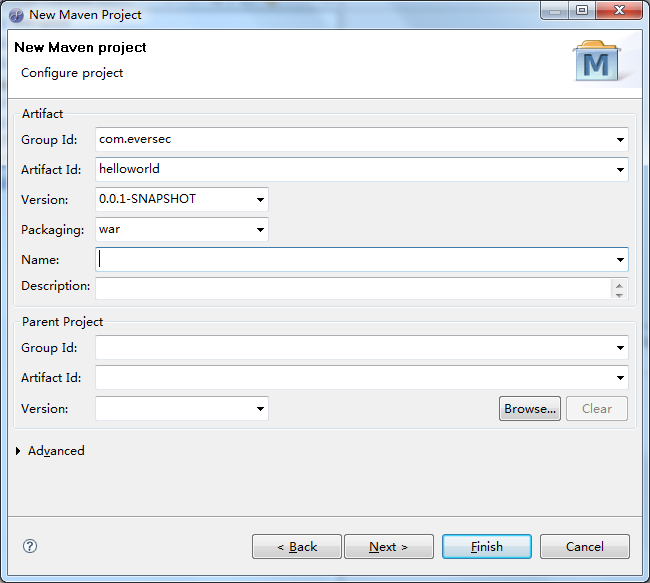 New Maven Project
New Maven project
Configure project
M
Artifact
Group Id: com.eversec
Artifact Id: helloworld
Version: 0.0.1-SNAPSHOT
Packaging: war
Name:
Description:
Parent Project
Group Id:
Artifact Id:
Version: Browse... Clear
Advanced
? < Back Next > Finish Cancel